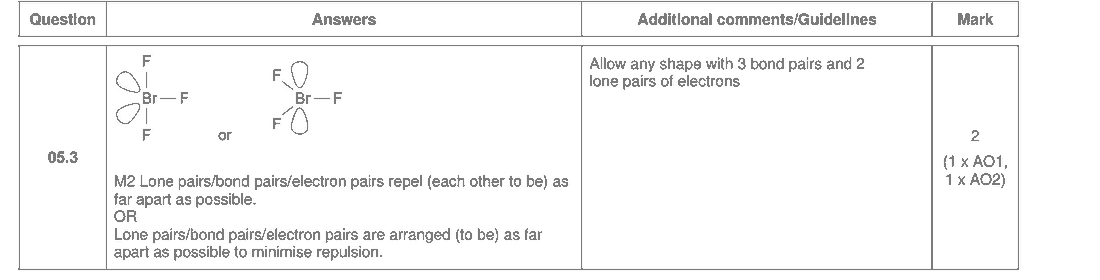 Question Answers Additional comments/Guidelines Mark
05.3
F
Br — F
F
or
F
Br — F
F
M2 Lone pairs/bond pairs/electron pairs repel (each other to be) as
far apart as possible.
OR
Lone pairs/bond pairs/electron pairs are arranged (to be) as far
apart as possible to minimise repulsion.
Allow any shape with 3 bond pairs and 2
lone pairs of electrons
2
(1 x AO1,
1 x AO2)